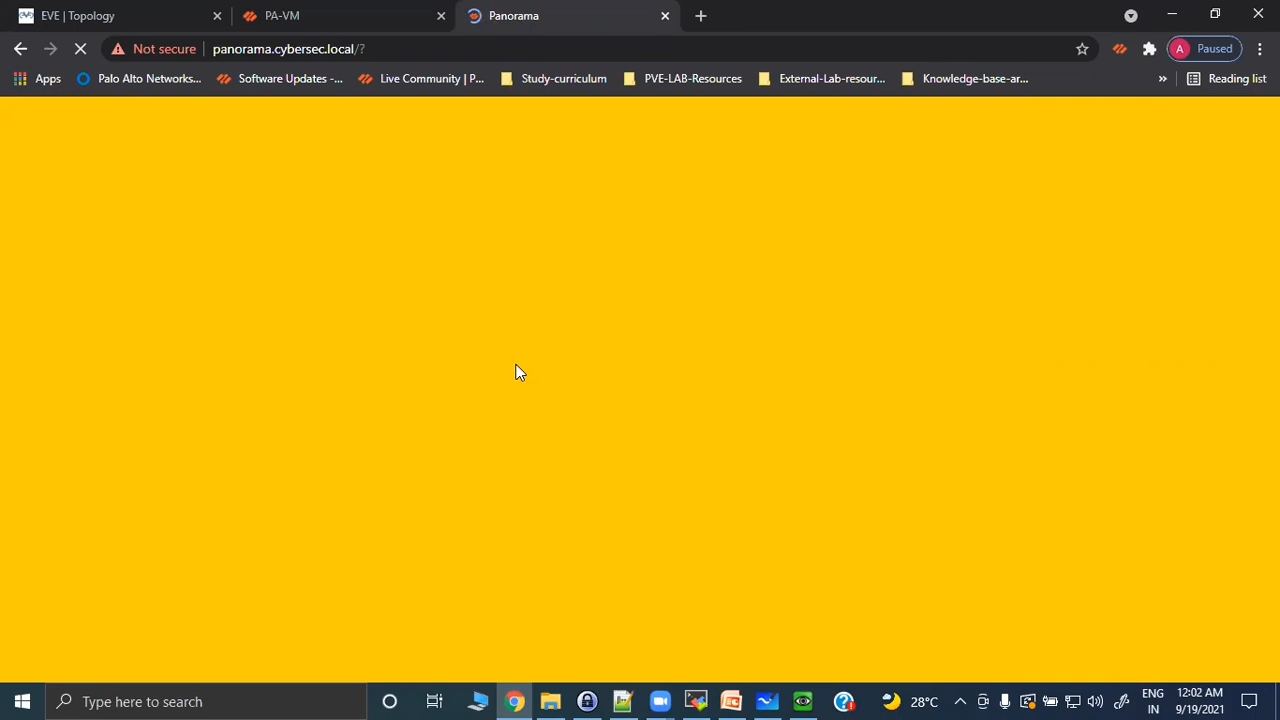 EVE | Topology
PA-VM
Panorama
Not secure
panorama.cybersec.local/?
A Paused
Apps
Palo Alto Networks...
Software Updates -...
Live Community | P...
Study-curriculum
PVE-LAB-Resources
External-Lab-resour...
Knowledge-base-ar...
»
Reading list
Type here to search
28°C
ENG
IN
12:02 AM
9/19/2021